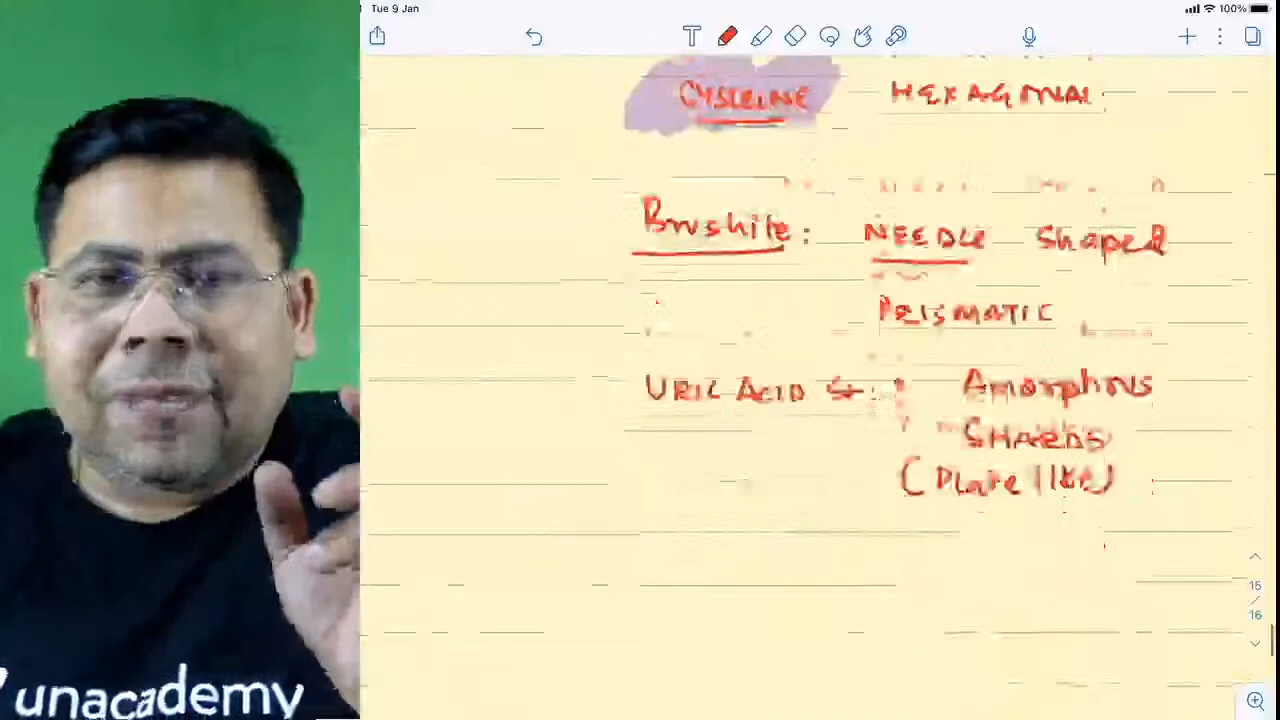 Tue 9 Jan
100%
CYSTEINE HEXAGONAL
Brushite: NEEDLE Shaped
PRISMATIC
URIC ACID St: Amorphous
SHARDS
(Plate like)
15
/
16
unacademy